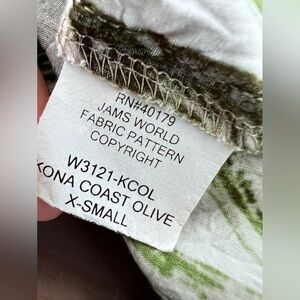 RN#40179
JAMS WORLD
FABRIC PATTERN
COPYRIGHT
W3121-KCOL
KONA COAST OLIVE
X-SMALL